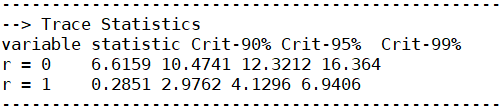 --------------------------------------------------
--> Trace Statistics
variable statistic Crit-90% Crit-95%  Crit-99%
r = 0    6.6159 10.4741 12.3212 16.364
r = 1    0.2851 2.9762 4.1296 6.9406
--------------------------------------------------